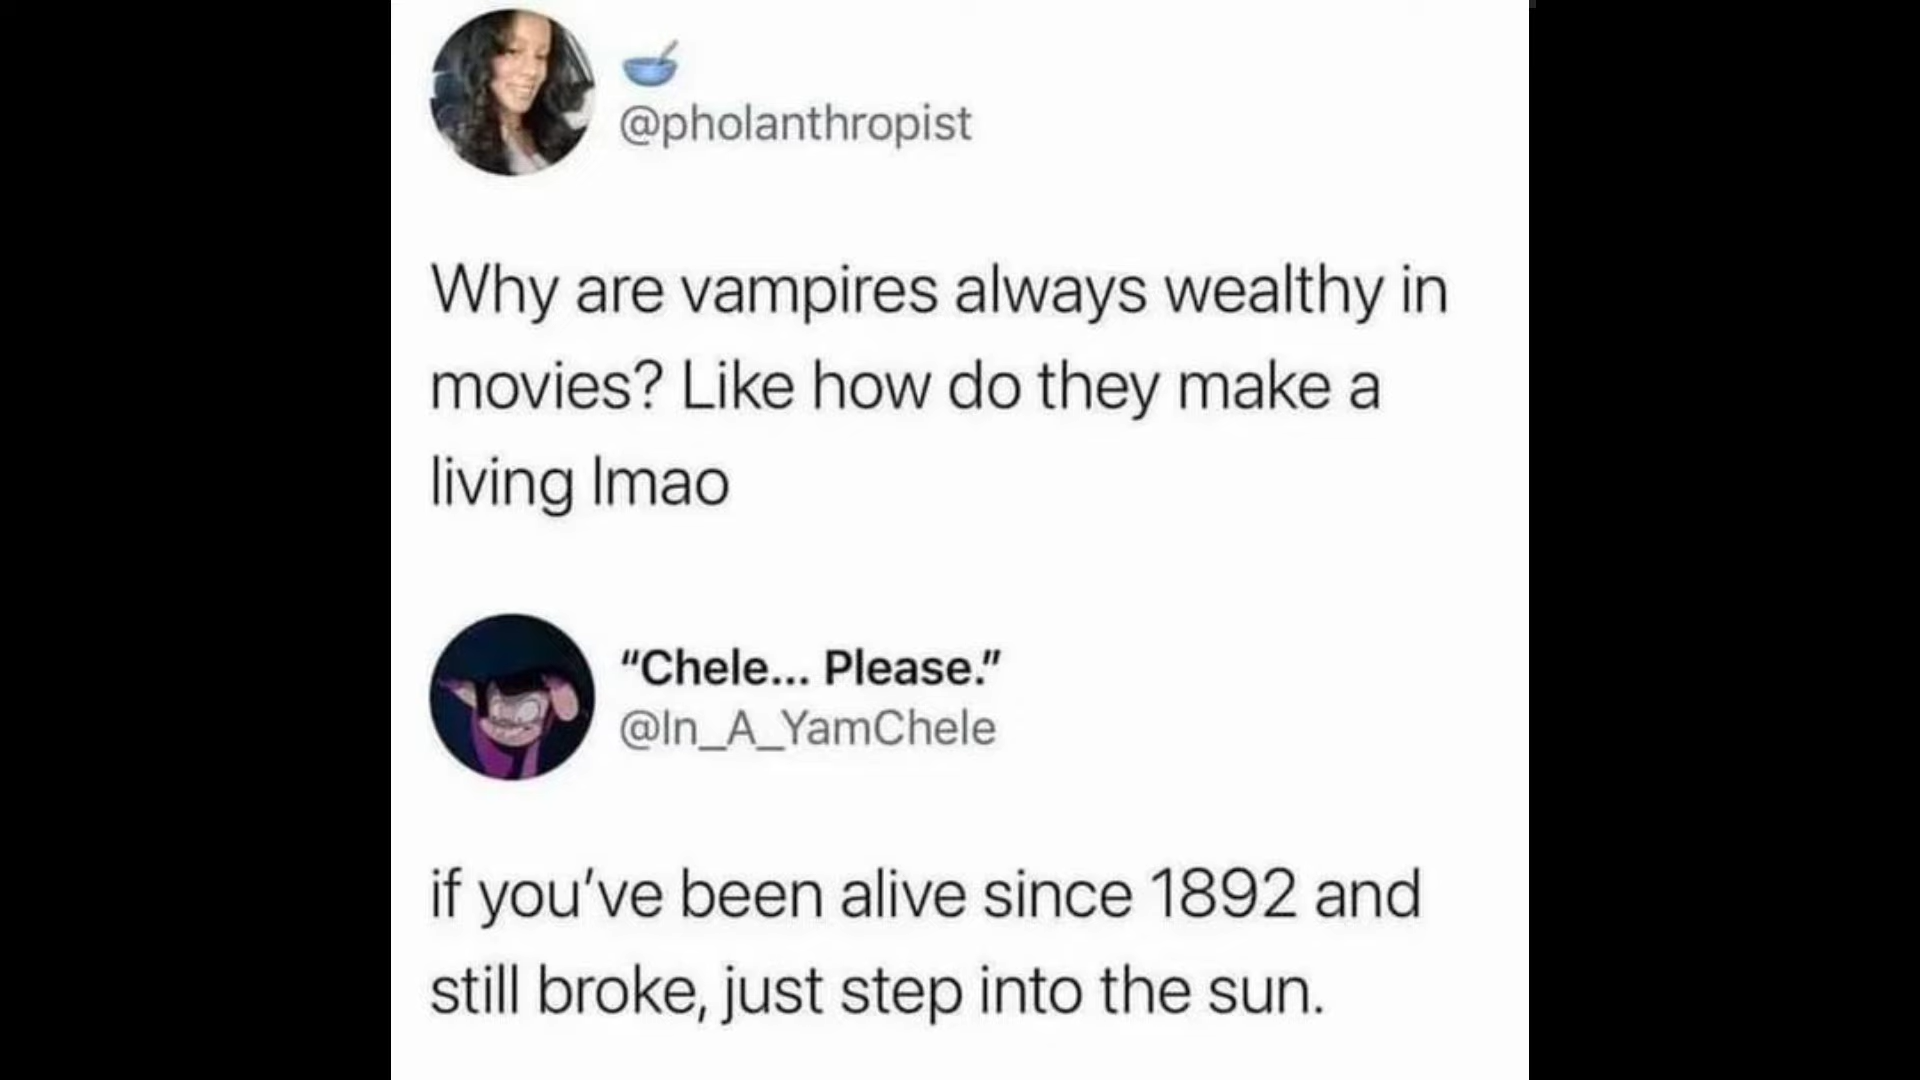 @pholanthropist
Why are vampires always wealthy in
movies? Like how do they make a
living lmao
“Chele... Please.”
@In_A_YamChele
if you've been alive since 1892 and
still broke, just step into the sun.